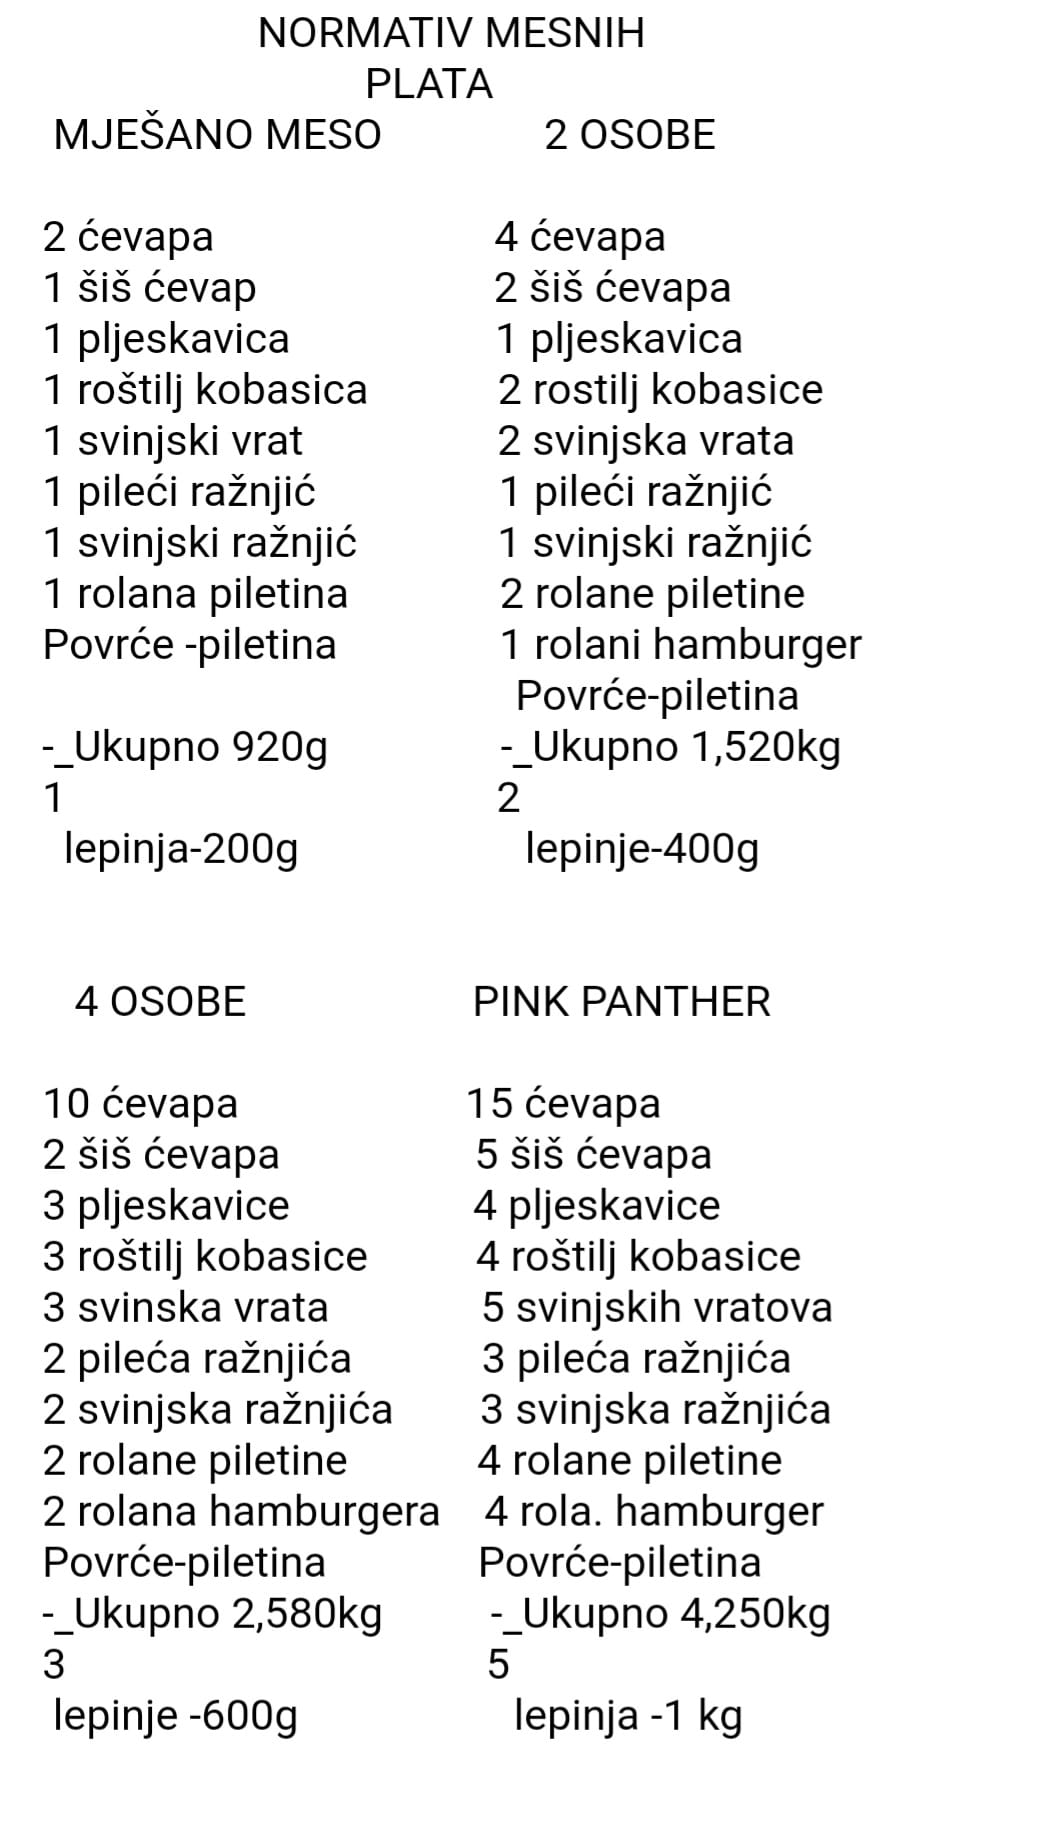 NORMATIV MESNIH
PLATA
MJEŠANO MESO 2 OSOBE
2 ćevapa 4 ćevapa
1 šiš ćevap 2 šiš ćevapa
1 pljeskavica 1 pljeskavica
1 roštilj kobasica 2 rostilj kobasice
1 svinjski vrat 2 svinjska vrata
1 pileći ražnjić 1 pileći ražnjić
1 svinjski ražnjić 1 svinjski ražnjić
1 rolana piletina 2 rolane piletine
Povrće -piletina 1 rolani hamburger
Povrće-piletina
-_Ukupno 920g -_Ukupno 1,520kg
1 2
lepinja-200g lepinje-400g
4 OSOBE PINK PANTHER
10 ćevapa 15 ćevapa
2 šiš ćevapa 5 šiš ćevapa
3 pljeskavice 4 pljeskavice
3 roštilj kobasice 4 roštilj kobasice
3 svinska vrata 5 svinjskih vratova
2 pileća ražnjića 3 pileća ražnjića
2 svinjska ražnjića 3 svinjska ražnjića
2 rolane piletine 4 rolane piletine
2 rolana hamburgera 4 rola. hamburger
Povrće-piletina Povrće-piletina
-_Ukupno 2,580kg -_Ukupno 4,250kg
3 5
lepinje -600g lepinja -1 kg